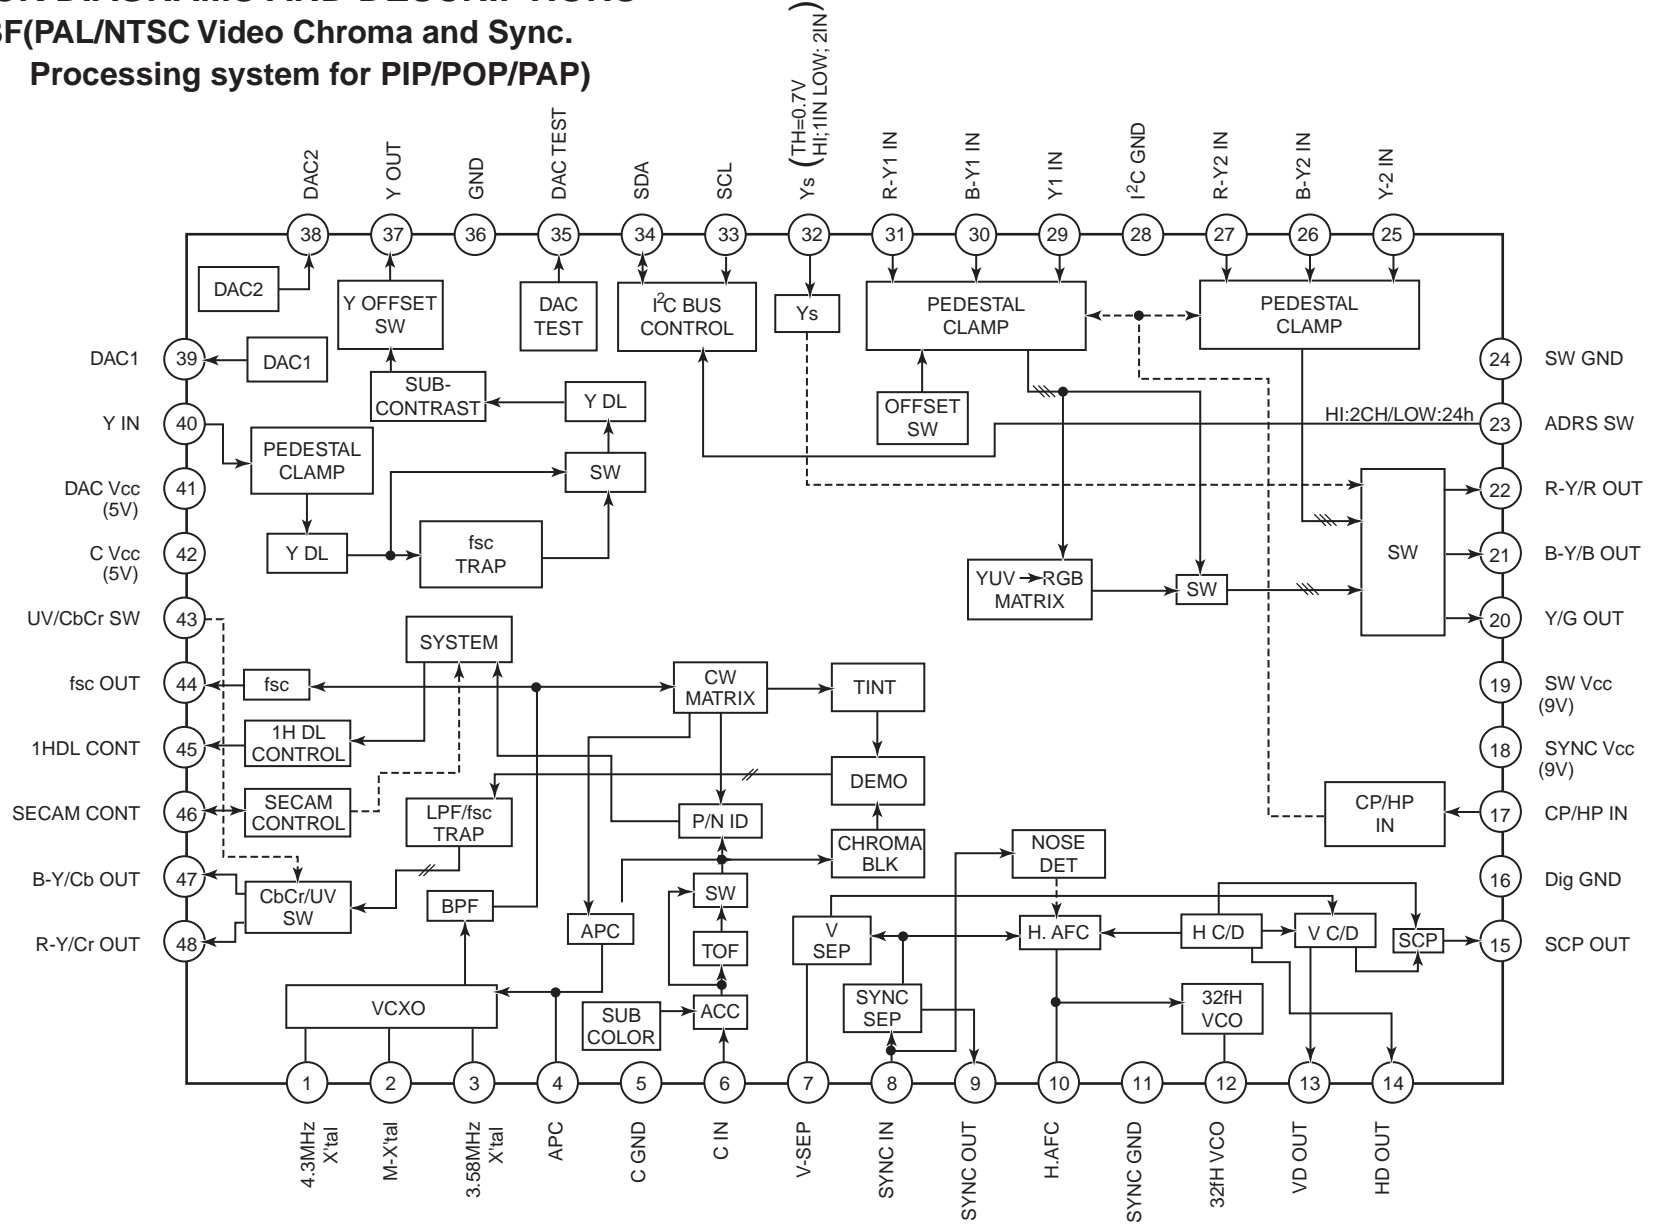 BF(PAL/NTSC Video Chroma and Sync.
Processing system for PIP/POP/PAP)
DAC2
Y OUT
GND
DAC TEST
SDA
SCL
Ys (TH=0.7V
HI;1IN LOW; 2IN)
R-Y1 IN
B-Y1 IN
Y1 IN
I2C GND
R-Y2 IN
B-Y2 IN
Y-2 IN
38
37
36
35
34
33
32
31
30
29
28
27
26
25
DAC2
Y OFFSET
SW
DAC
TEST
I2C BUS
CONTROL
Ys
PEDESTAL
CLAMP
PEDESTAL
CLAMP
DAC1
39
DAC1
24
SW GND
SUB-
CONTRAST
Y DL
OFFSET
SW
HI:2CH/LOW:24h
23
ADRS SW
Y IN
40
PEDESTAL
CLAMP
SW
DAC Vcc
(5V)
41
22
R-Y/R OUT
Y DL
fsc
TRAP
SW
C Vcc
(5V)
42
21
B-Y/B OUT
YUV→RGB
MATRIX
SW
UV/CbCr SW
43
20
Y/G OUT
SYSTEM
fsc OUT
44
fsc
CW
MATRIX
TINT
19
SW Vcc
(9V)
1HDL CONT
45
1H DL
CONTROL
18
SYNC Vcc
(9V)
DEMO
SECAM CONT
46
SECAM
CONTROL
LPF/fsc
TRAP
P/N ID
CP/HP
IN
17
CP/HP IN
CHROMA
BLK
NOSE
DET
B-Y/Cb OUT
47
CbCr/UV
SW
BPF
SW
16
Dig GND
APC
R-Y/Cr OUT
48
TOF
V
SEP
H. AFC
H C/D
V C/D
SCP
15
SCP OUT
VCXO
SUB
COLOR
ACC
SYNC
SEP
32fH
VCO
1
2
3
4
5
6
7
8
9
10
11
12
13
14
4.3MHz
X'tal
M-X'tal
3.58MHz
X'tal
APC
C GND
C IN
V-SEP
SYNC IN
SYNC OUT
H.AFC
SYNC GND
32fH VCO
VD OUT
HD OUT